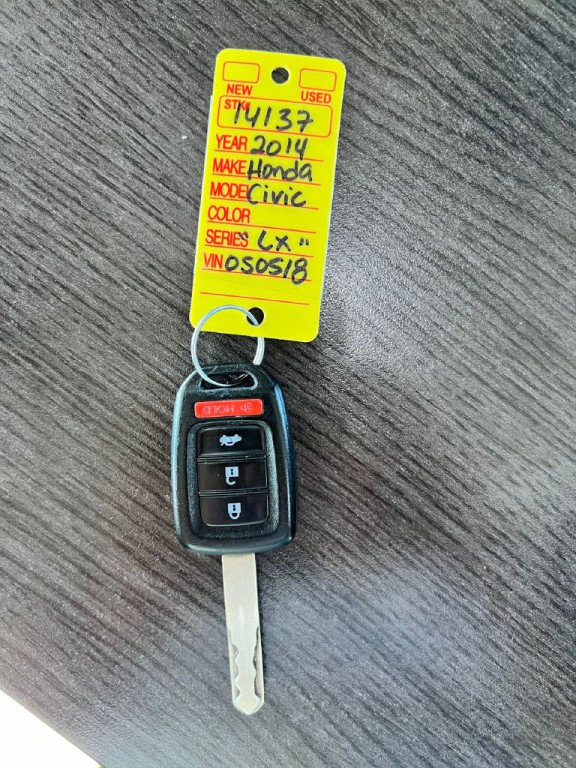 NEW USED
STK# 14137
YEAR 2014
MAKE Honda
MODEL Civic
COLOR
SERIES LX"
VIN 050518
HOLD